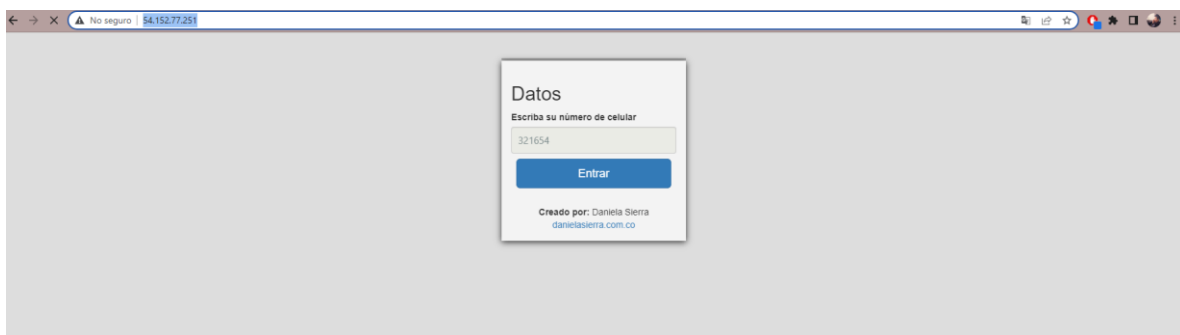 No seguro | 54.152.77.251
Datos
Escriba su número de celular
321654
Entrar
Creado por: Daniela Sierra
danielasierra.com.co